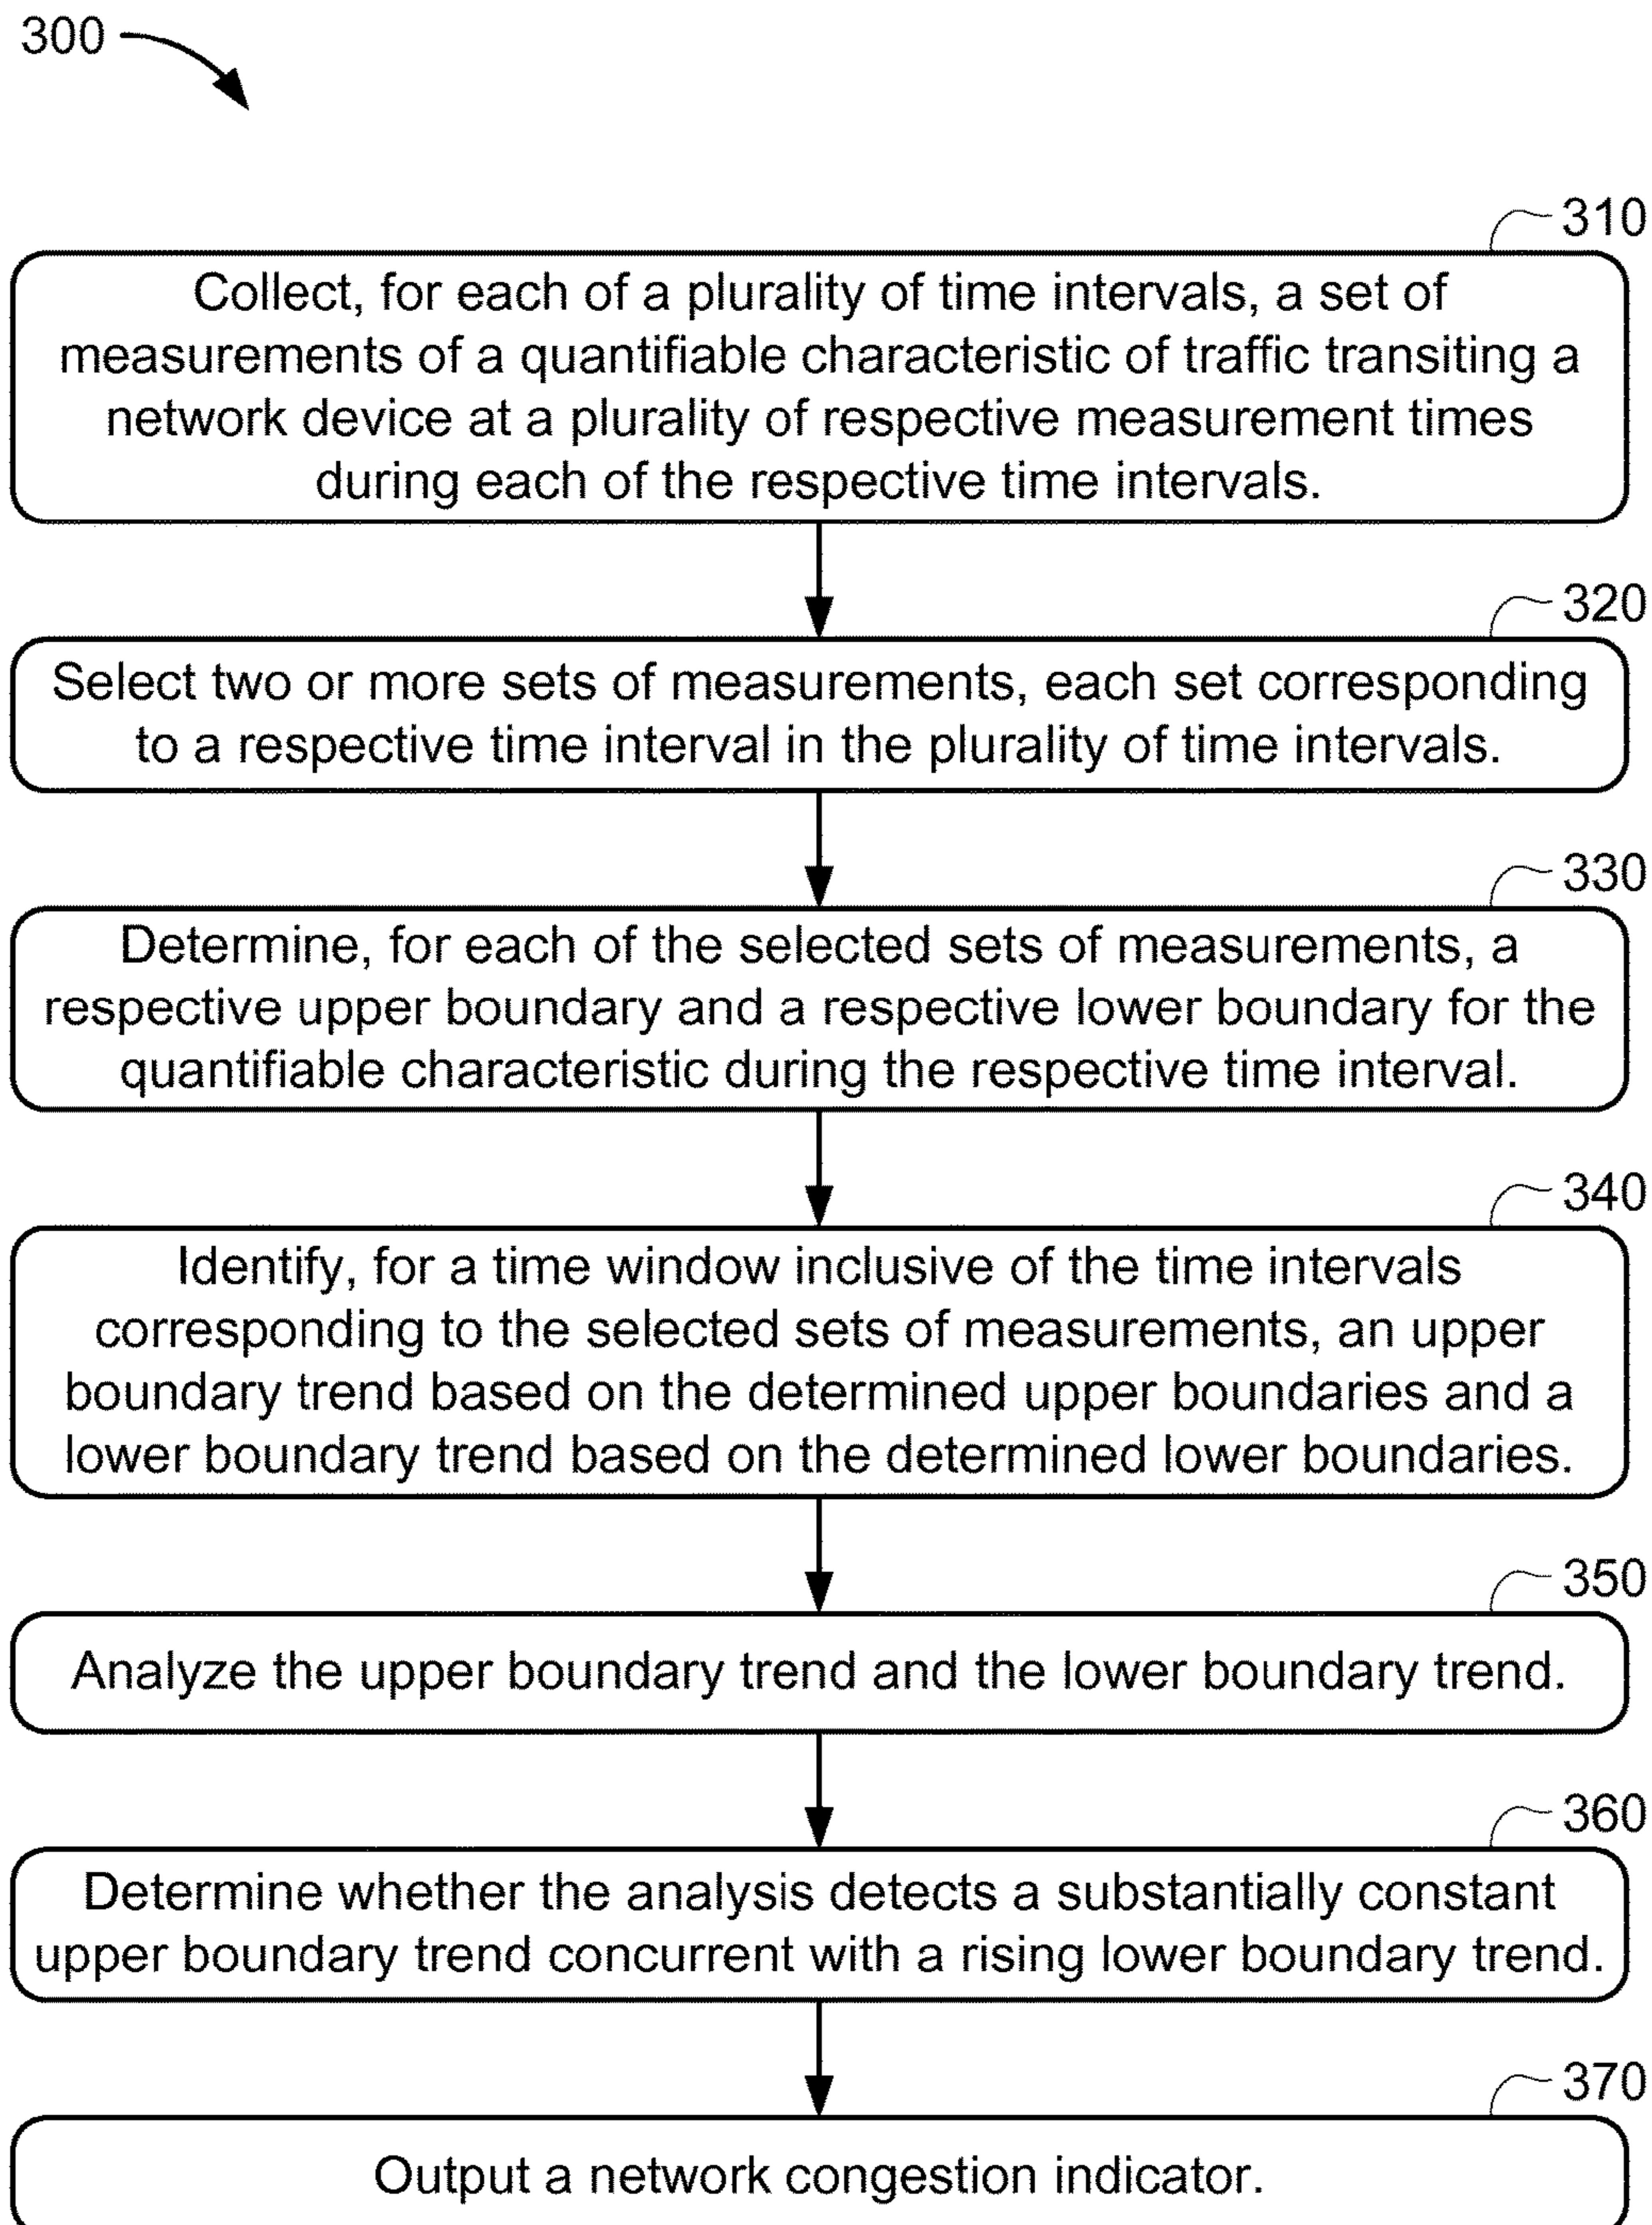 300
310
Collect, for each of a plurality of time intervals, a set of
measurements of a quantifiable characteristic of traffic transiting a
network device at a plurality of respective measurement times
during each of the respective time intervals.
320
Select two or more sets of measurements, each set corresponding
to a respective time interval in the plurality of time intervals.
330
Determine, for each of the selected sets of measurements, a
respective upper boundary and a respective lower boundary for the
quantifiable characteristic during the respective time interval.
340
Identify, for a time window inclusive of the time intervals
corresponding to the selected sets of measurements, an upper
boundary trend based on the determined upper boundaries and a
lower boundary trend based on the determined lower boundaries.
350
Analyze the upper boundary trend and the lower boundary trend.
360
Determine whether the analysis detects a substantially constant
upper boundary trend concurrent with a rising lower boundary trend.
370
Output a network congestion indicator.